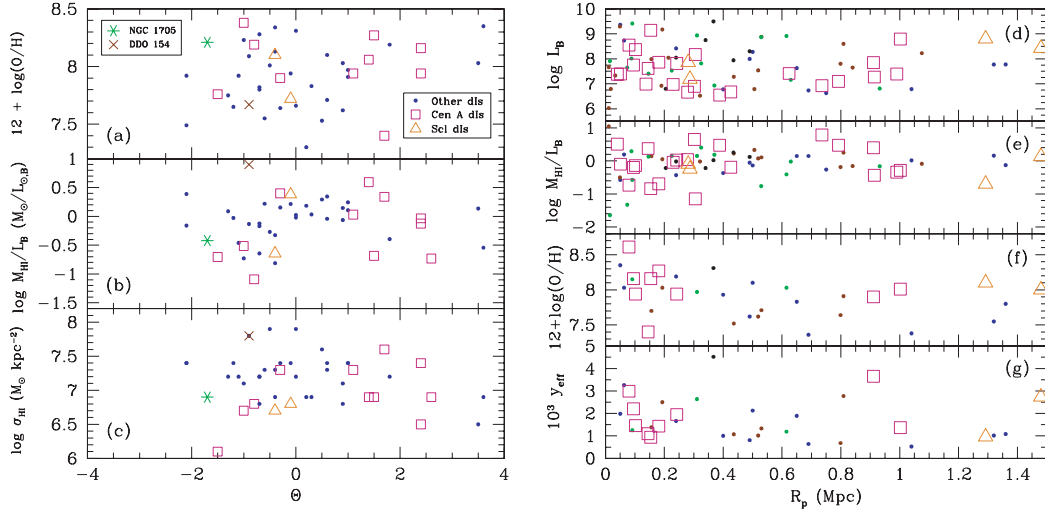 12 + log(O/H)
8.5
8
7.5
NGC 1705
DDO 154
Other dIs
Cen A dIs
Scl dIs
(a)
log M_HI/L_B (M_⊙/L_⊙,B)
1
0.5
0
−0.5
−1
−1.5
(b)
log σ_HI (M_⊙ kpc⁻²)
8
7.5
7
6.5
6
(c)
−4
−2
0
2
4
Θ
log L_B
10
9
8
7
6
(d)
log M_HI/L_B
1
0
−1
−2
(e)
12+log(O/H)
8.5
8
7.5
(f)
10³ y_eff
5
4
3
2
1
0
(g)
0
0.2
0.4
0.6
0.8
1
1.2
1.4
R_p (Mpc)